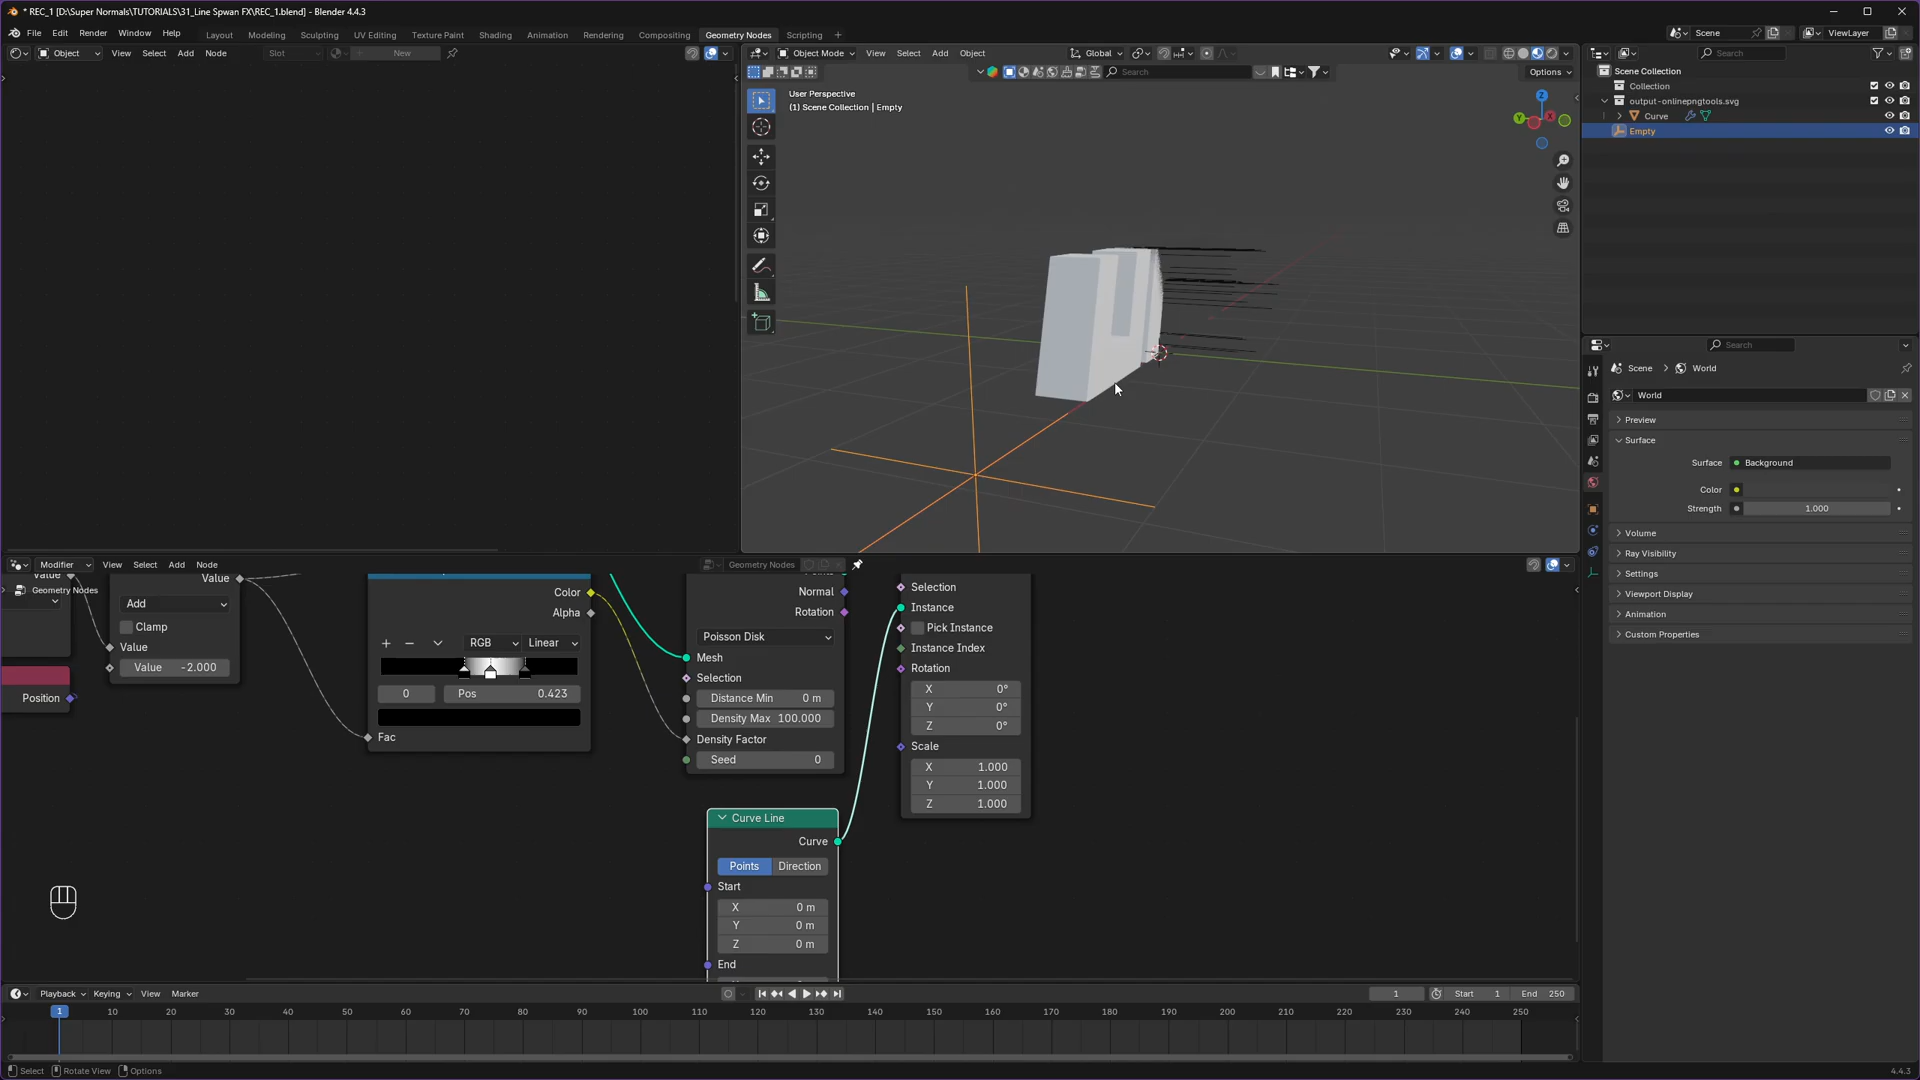 * REC_1 [D:\Super Normals\TUTORIALS\31_Line Spwan FX\REC_1.blend] - Blender 4.4.3
File Edit Render Window Help Layout Modeling Sculpting UV Editing Texture Paint Shading Animation Rendering Compositing Geometry Nodes Scripting +
Scene ViewLayer
Object View Select Add Node Slot New
Object Mode View Select Add Object Global
Search
Search Options
User Perspective
(1) Scene Collection | Empty
Z
Y
X
Scene Collection
Collection
output-onlinepngtools.svg
Curve
Empty
Search
Scene > World
World
Preview
Surface
Surface Background
Color
Strength 1.000
Volume
Ray Visibility
Settings
Viewport Display
Animation
Custom Properties
Modifier View Select Add Node Geometry Nodes
Geometry Nodes
Value
Position
Value
Add
Clamp
Value
Value -2.000
Color
Alpha
RGB Linear
0 Pos 0.423
Fac
Normal
Rotation
Poisson Disk
Mesh
Selection
Distance Min 0 m
Density Max 100.000
Density Factor
Seed 0
Selection
Instance
Pick Instance
Instance Index
Rotation
X 0°
Y 0°
Z 0°
Scale
X 1.000
Y 1.000
Z 1.000
Curve Line
Curve
Points Direction
Start
X 0 m
Y 0 m
Z 0 m
End
Playback Keying View Marker
1 Start 1 End 250
1 10 20 30 40 50 60 70 80 90 100 110 120 130 140 150 160 170 180 190 200 210 220 230 240 250
Select Rotate View Options
4.4.3